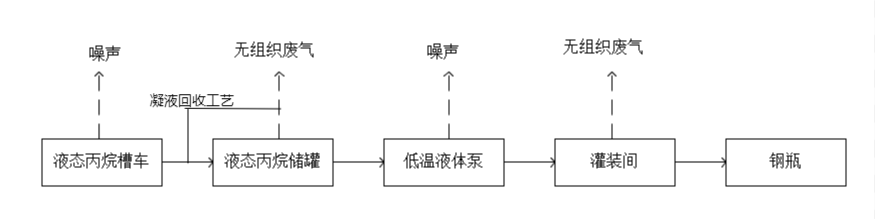 噪声
无组织废气
噪声
无组织废气
凝液回收工艺
液态丙烷槽车
液态丙烷储罐
低温液体泵
灌装间
钢瓶